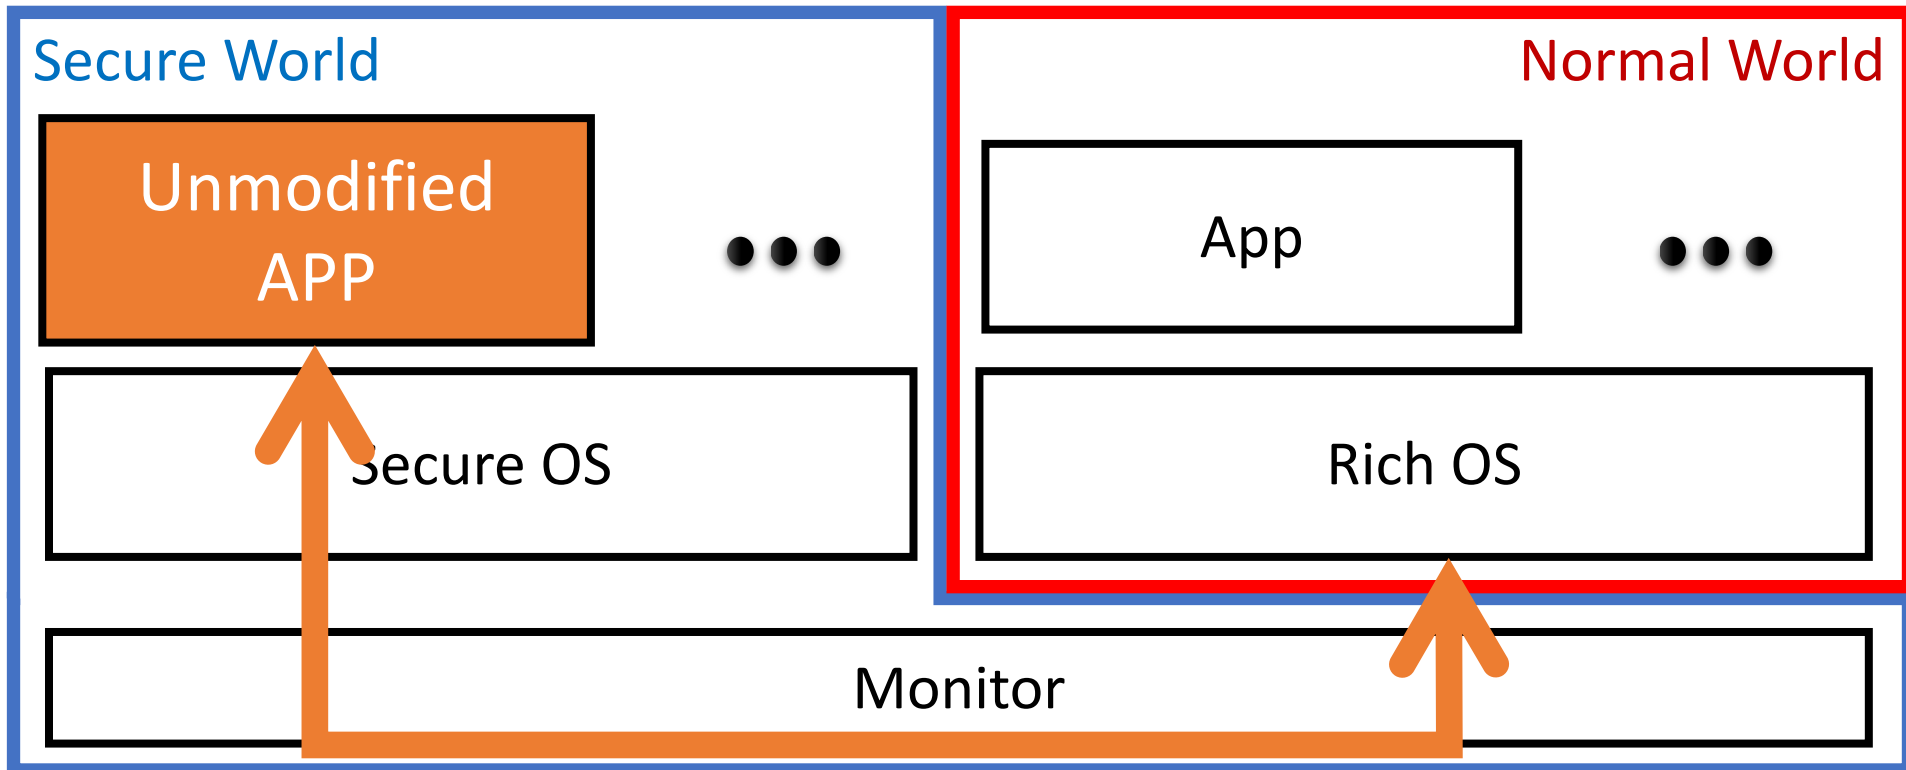 Secure World
Normal World
Unmodified
APP
App
Secure OS
Rich OS
Monitor